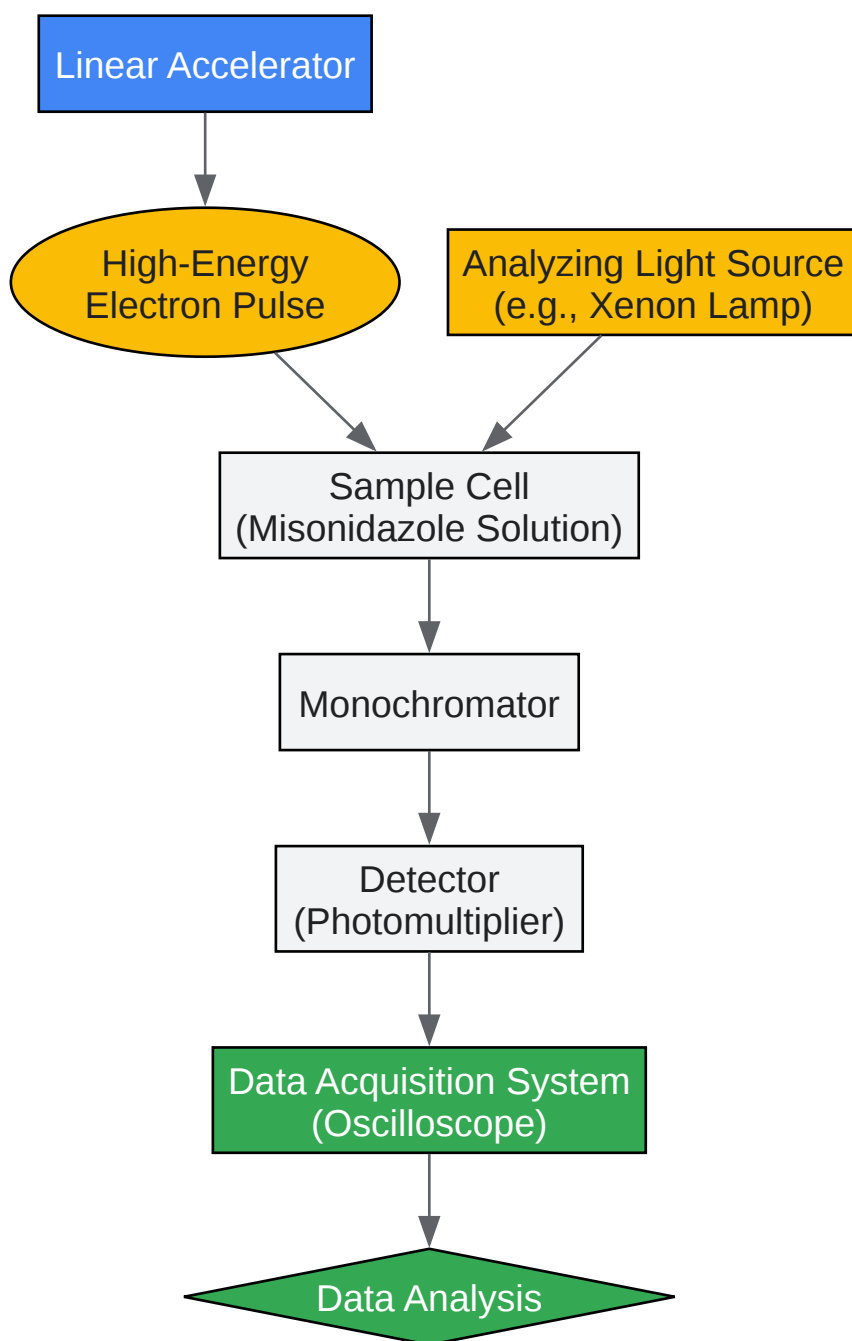 Linear Accelerator
High-Energy
Electron Pulse
Analyzing Light Source
(e.g., Xenon Lamp)
Sample Cell
(Misonidazole Solution)
Monochromator
Detector
(Photomultiplier)
Data Acquisition System
(Oscilloscope)
Data Analysis